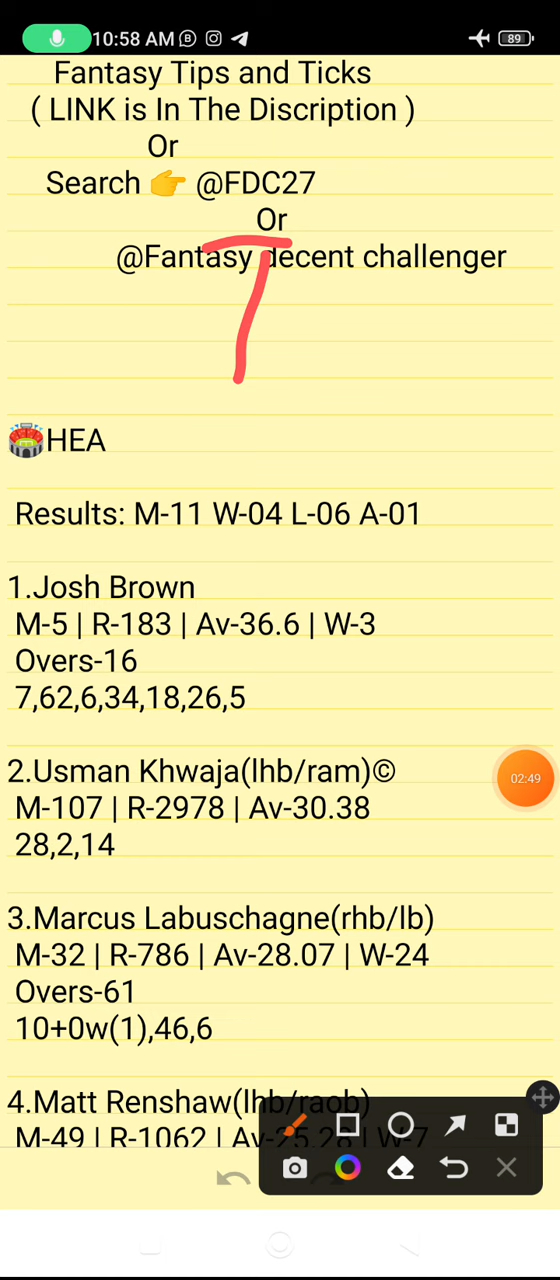 10:58 AM
89
Fantasy Tips and Ticks
( LINK is In The Discription )
Or
Search 👉 @FDC27
Or
@Fantasy decent challenger
🏟️HEA
Results: M-11 W-04 L-06 A-01
1.Josh Brown
M-5 | R-183 | Av-36.6 | W-3
Overs-16
7,62,6,34,18,26,5
2.Usman Khwaja(lhb/ram)©
M-107 | R-2978 | Av-30.38
28,2,14
02:49
3.Marcus Labuschagne(rhb/lb)
M-32 | R-786 | Av-28.07 | W-24
Overs-61
10+0w(1),46,6
4.Matt Renshaw(lhb/raob)
M-49 | R-1062 | Av-25.28 | W-7